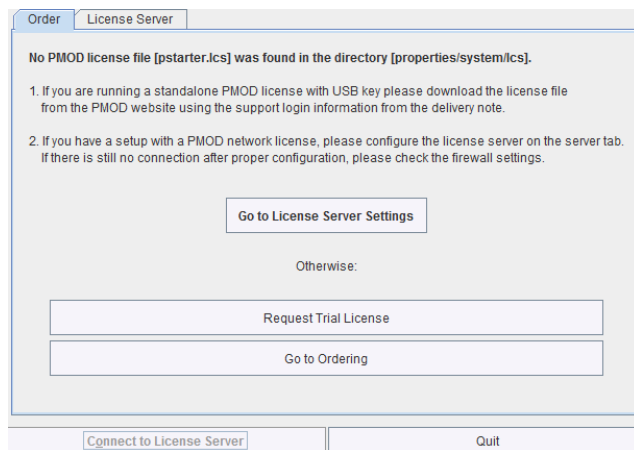 Order
License Server
No PMOD license file [pstarter.lcs] was found in the directory [properties/system/lcs].
1. If you are running a standalone PMOD license with USB key please download the license file
from the PMOD website using the support login information from the delivery note.
2. If you have a setup with a PMOD network license, please configure the license server on the server tab.
If there is still no connection after proper configuration, please check the firewall settings.
Go to License Server Settings
Otherwise:
Request Trial License
Go to Ordering
Connect to License Server
Quit